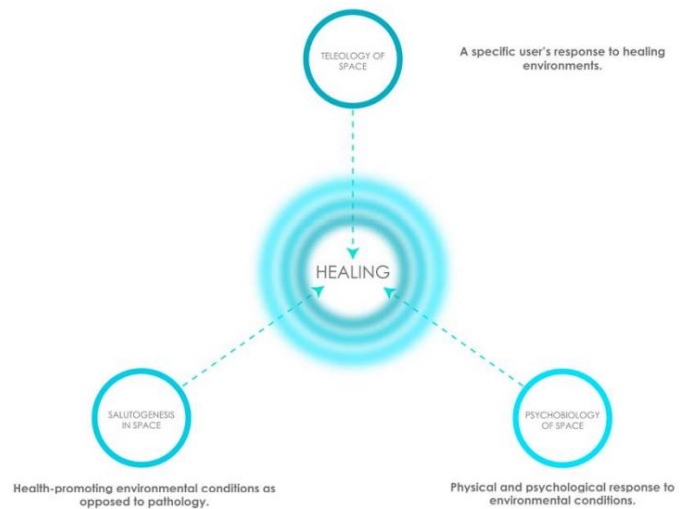 TELEOLOGY OF
SPACE
A specific user's response to healing
environments.
HEALING
SALUTOGENESIS
IN SPACE
PSYCHOBIOLOGY
OF SPACE
Health-promoting environmental conditions as
opposed to pathology.
Physical and psychological response to
environmental conditions.